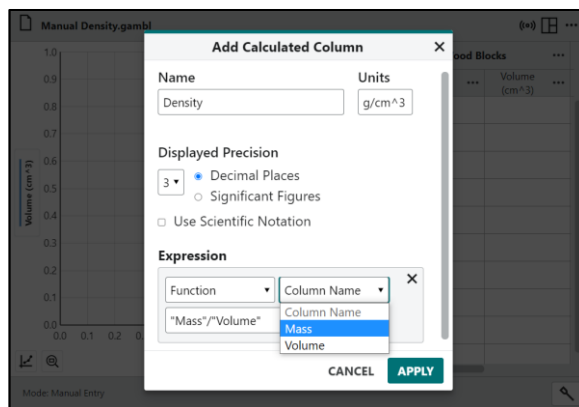 Manual Density.gambl
Add Calculated Column
Name
Units
Density
g/cm^3
Displayed Precision
3
Decimal Places
Significant Figures
Use Scientific Notation
Expression
Function
Column Name
"Mass"/"Volume"
Column Name
Mass
Volume
CANCEL
APPLY
ood Blocks
Volume
(cm^3)
Volume (cm^3)
1.0
0.9
0.8
0.7
0.6
0.5
0.4
0.3
0.2
0.1
0.0
0.0 0.1 0.2 0.
Mode: Manual Entry